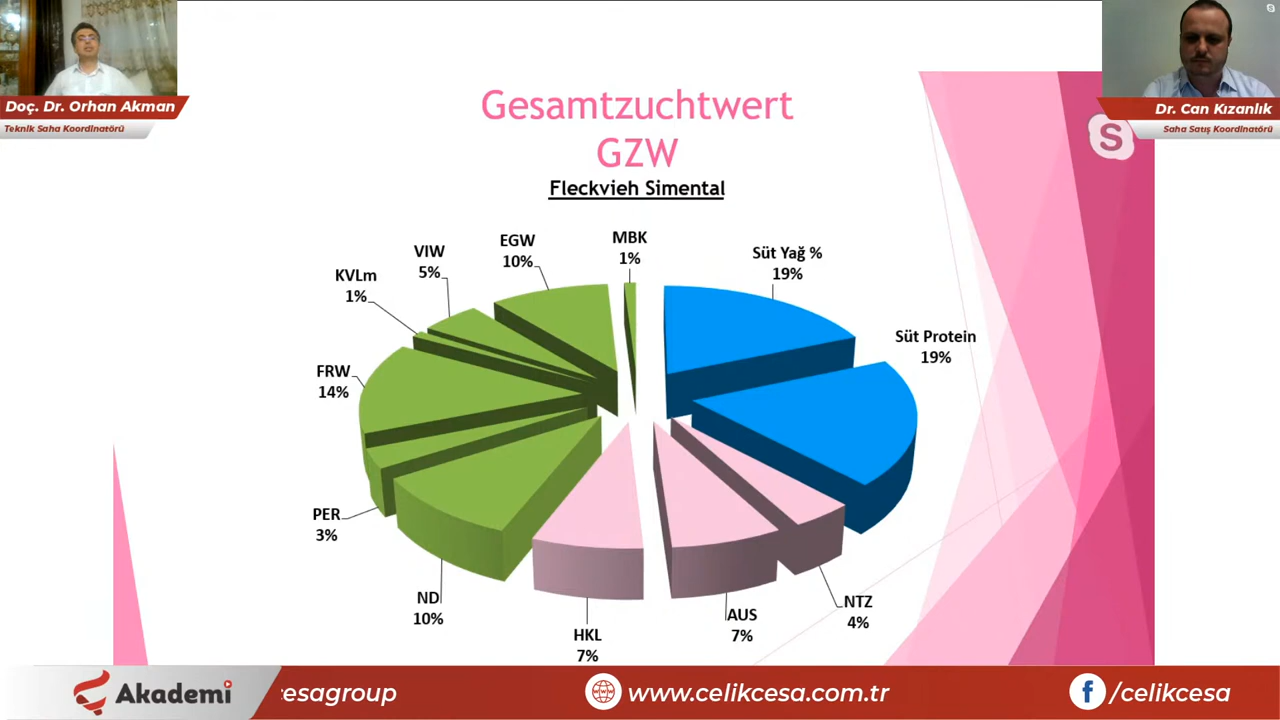 Doç. Dr. Orhan Akman
Teknik Saha Koordinatörü
Dr. Can Kızanlık
Saha Satış Koordinatörü
S
Gesamtzuchtwert
GZW
Fleckvieh Simental
MBK
1%
EGW
10%
VIW
5%
KVLm
1%
FRW
14%
PER
3%
ND
10%
HKL
7%
AUS
7%
NTZ
4%
Süt Protein
19%
Süt Yağ %
19%
Akademi
cesagroup
www.celikcesa.com.tr
/celikcesa